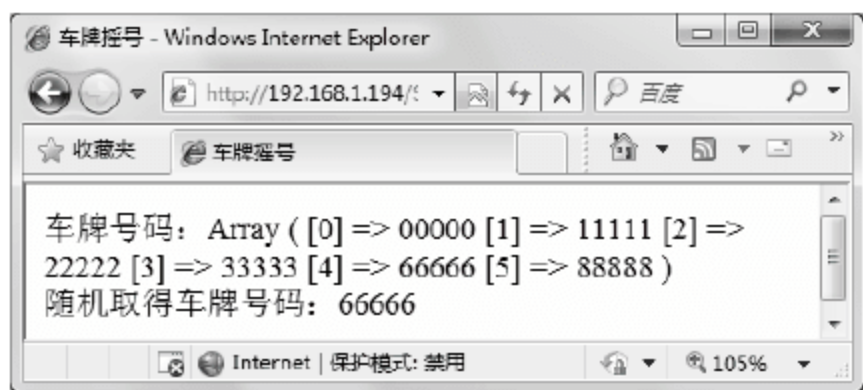 车牌摇号 - Windows Internet Explorer
http://192.168.1.194/
百度
收藏夹
车牌摇号
车牌号码：Array ( [0] => 00000 [1] => 11111 [2] =>
22222 [3] => 33333 [4] => 66666 [5] => 88888 )
随机取得车牌号码：66666
Internet | 保护模式: 禁用
105%